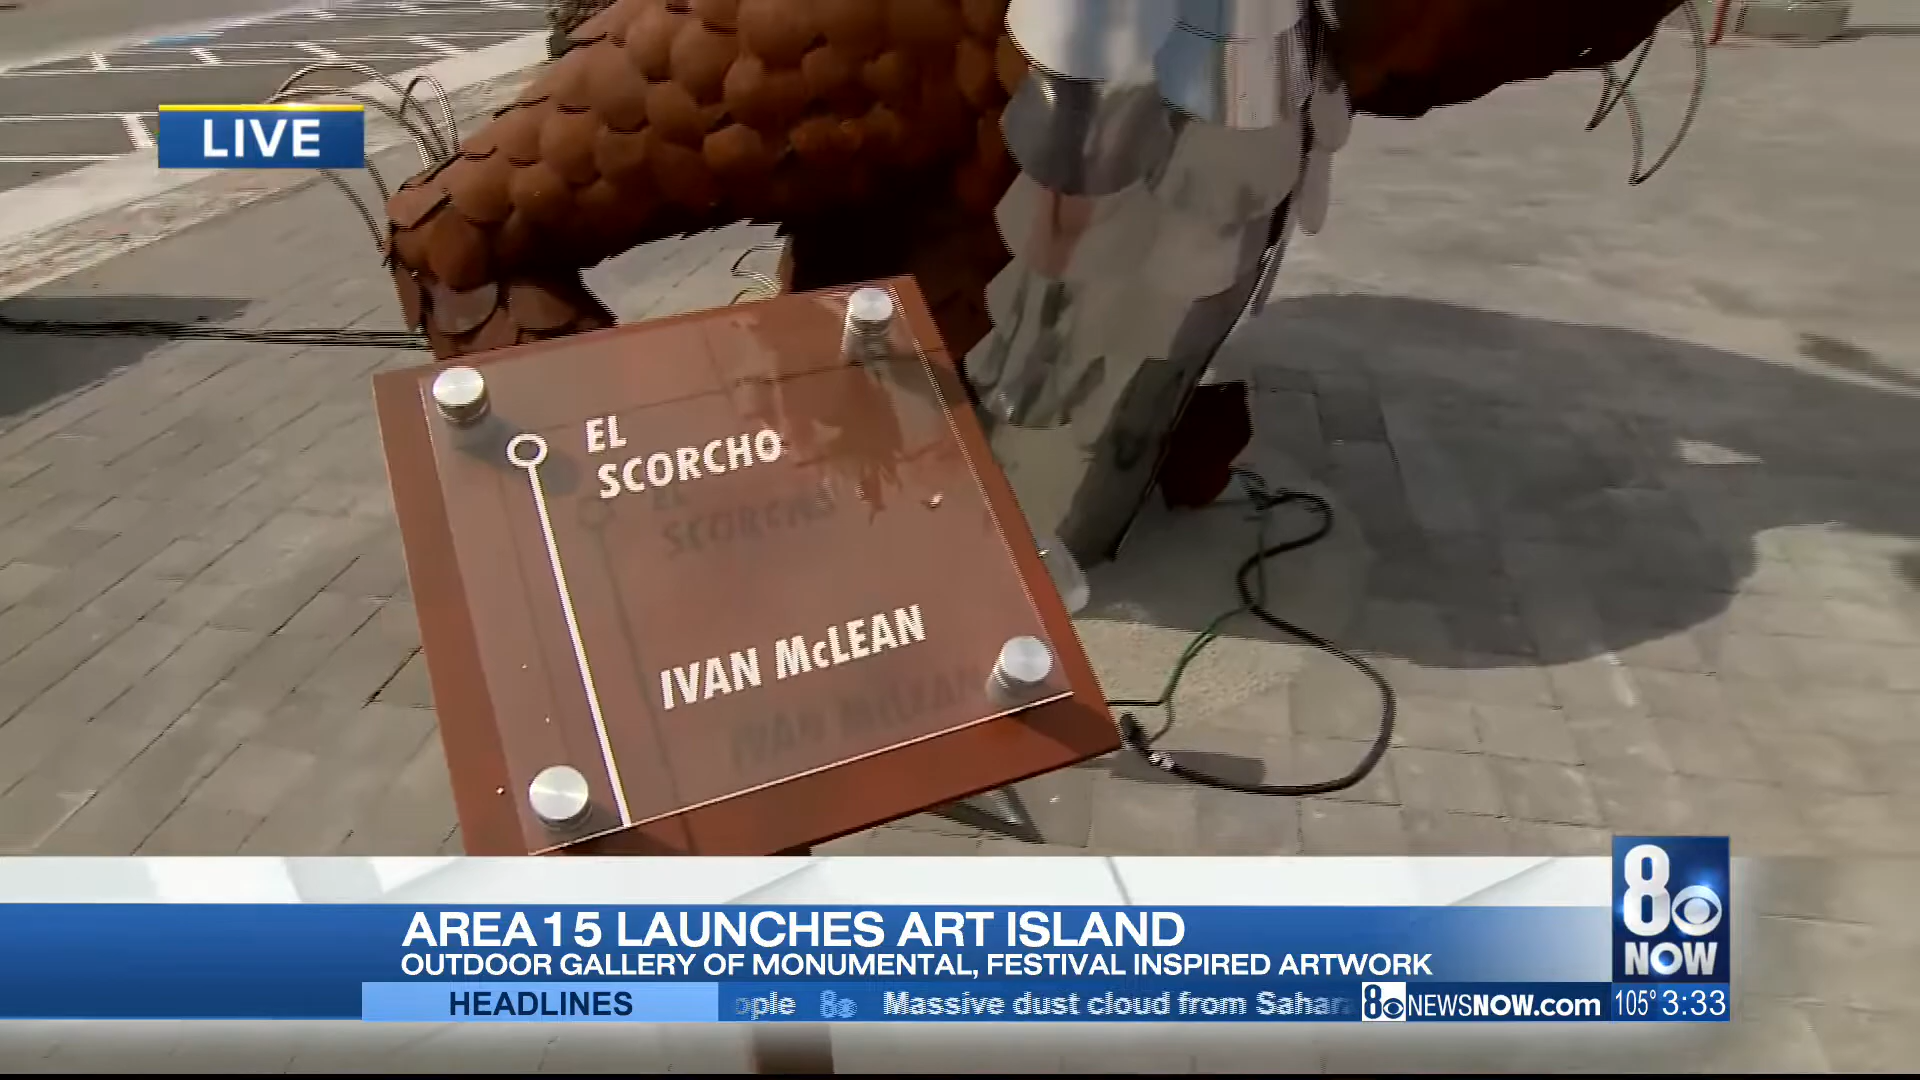 LIVE
EL
SCORCHO
IVAN McLEAN
AREA15 LAUNCHES ART ISLAND
OUTDOOR GALLERY OF MONUMENTAL, FESTIVAL INSPIRED ARTWORK
8
NOW
HEADLINES
Massive dust cloud from
8NEWSNOW.com
105° 3:33